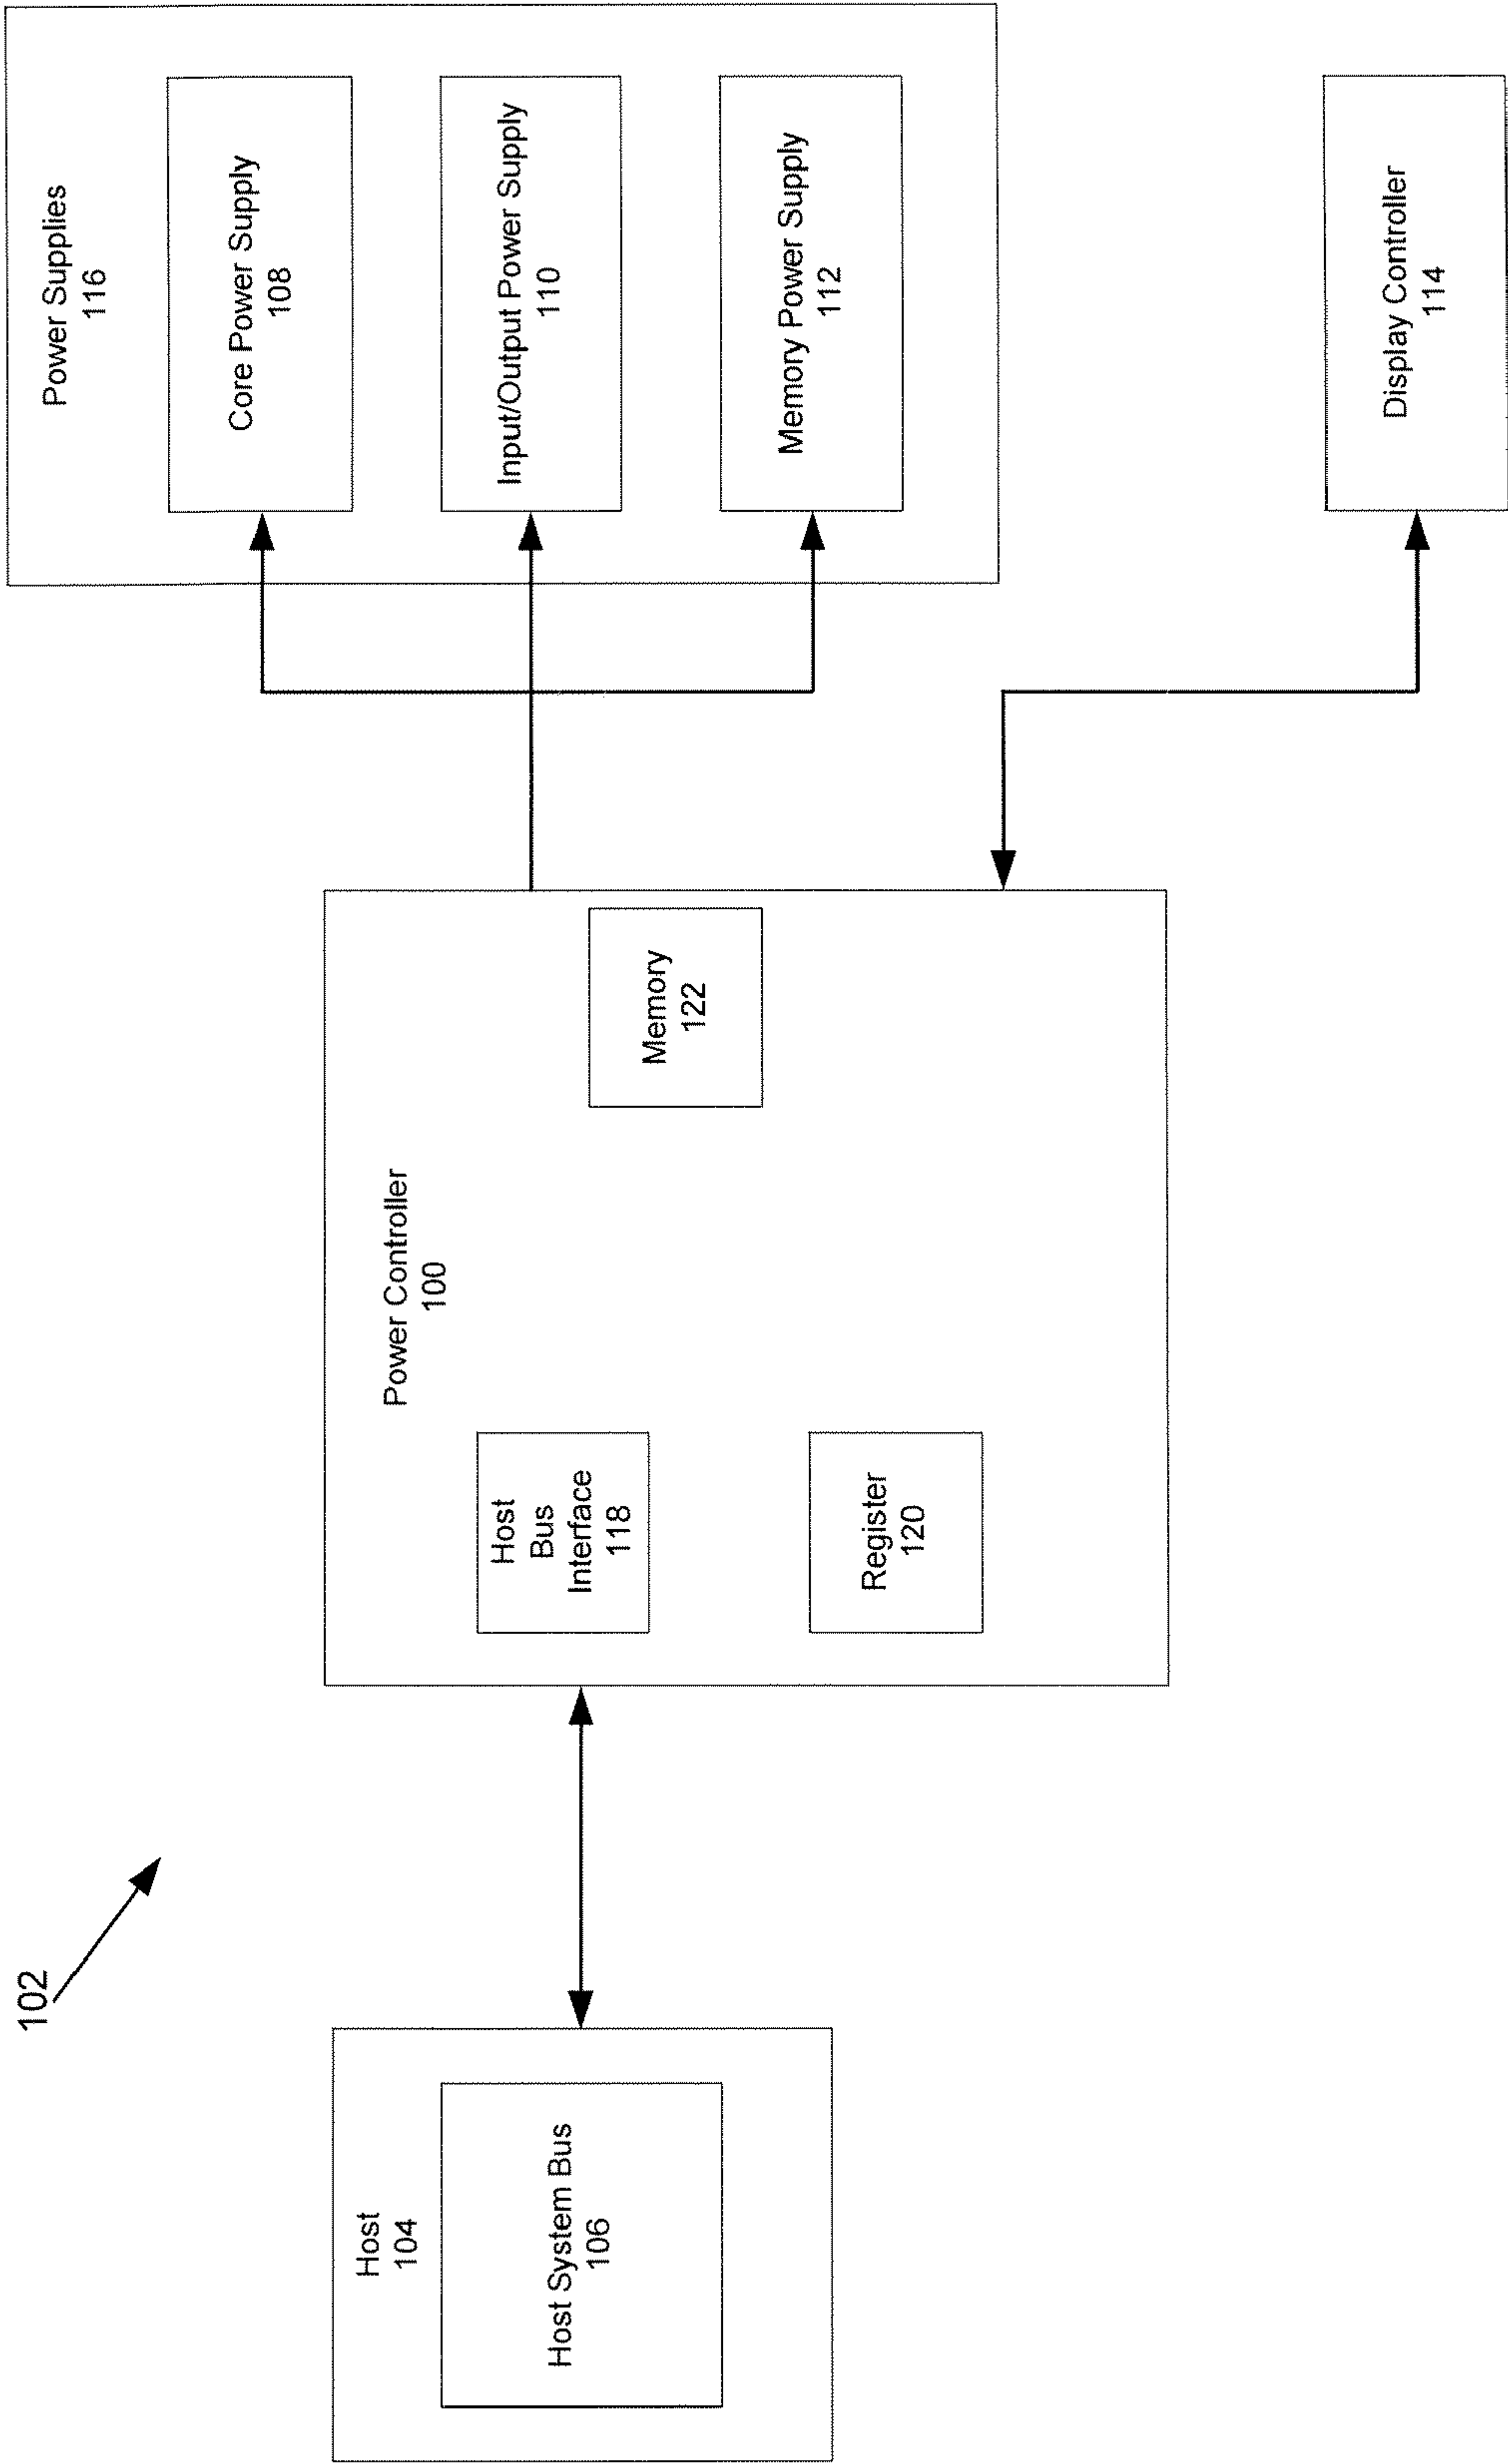 102
Host
104
Host System Bus
106
Power Controller
100
Host
Bus
Interface
118
Register
120
Memory
122
Power Supplies
116
Core Power Supply
108
Input/Output Power Supply
110
Memory Power Supply
112
Display Controller
114